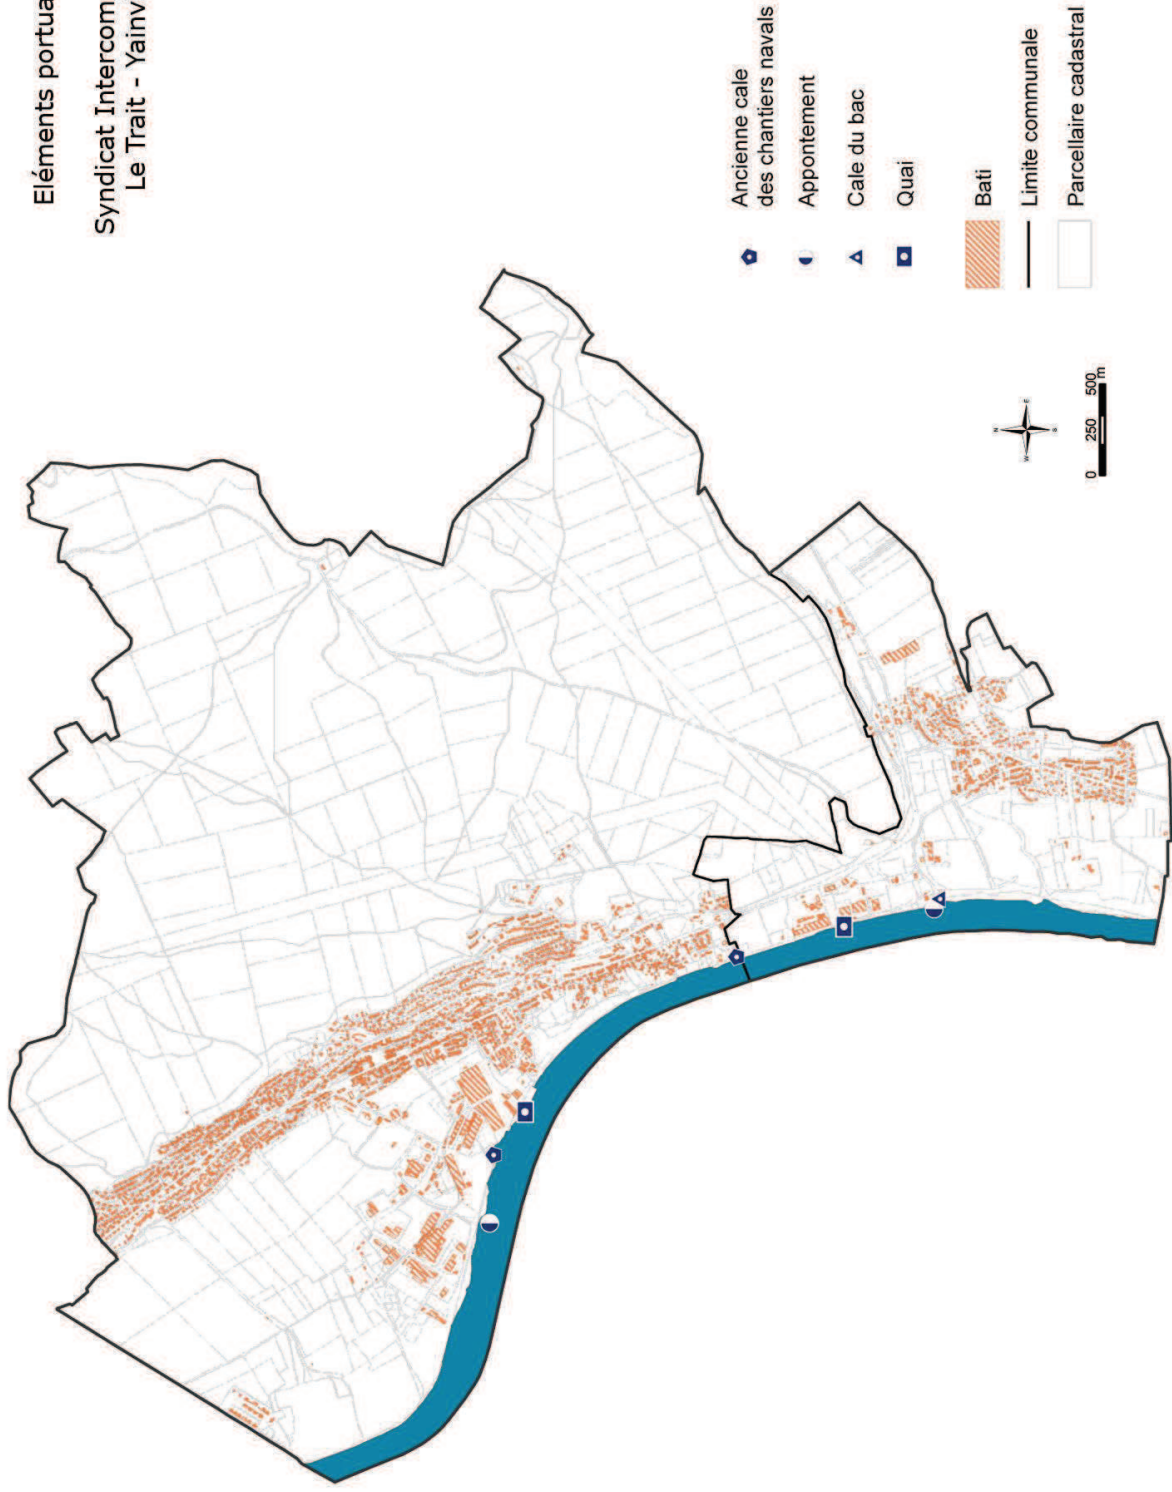 Eléments portua
Syndicat Intercom
Le Trait - Yainv
Ancienne cale
des chantiers navals
Appontement
Cale du bac
Quai
Bati
Limite communale
Parcellaire cadastral
N
W E
S
0 250 500
m